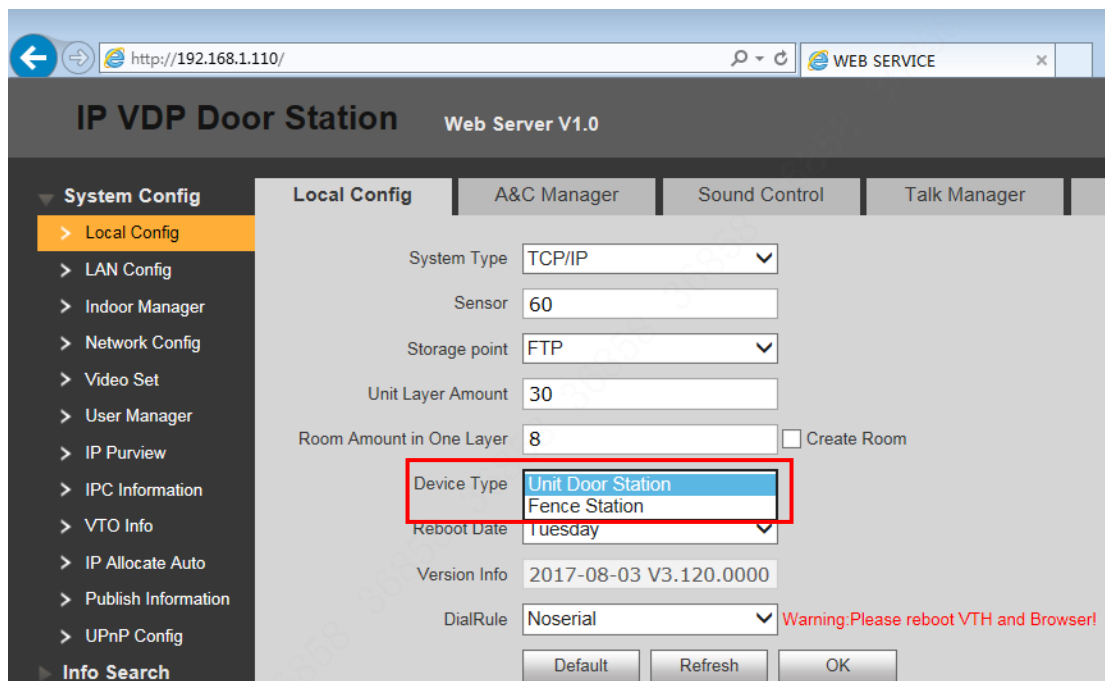 http://192.168.1.110/
WEB SERVICE
IP VDP Door Station Web Server V1.0
System Config
Local Config
LAN Config
Indoor Manager
Network Config
Video Set
User Manager
IP Purview
IPC Information
VTO Info
IP Allocate Auto
Publish Information
UPnP Config
Info Search
Local Config A&C Manager Sound Control Talk Manager
System Type TCP/IP
Sensor 60
Storage point FTP
Unit Layer Amount 30
Room Amount in One Layer 8 Create Room
Device Type Unit Door Station
Fence Station
Reboot Date Tuesday
Version Info 2017-08-03 V3.120.0000
DialRule Noserial Warning:Please reboot VTH and Browser!
Default Refresh OK